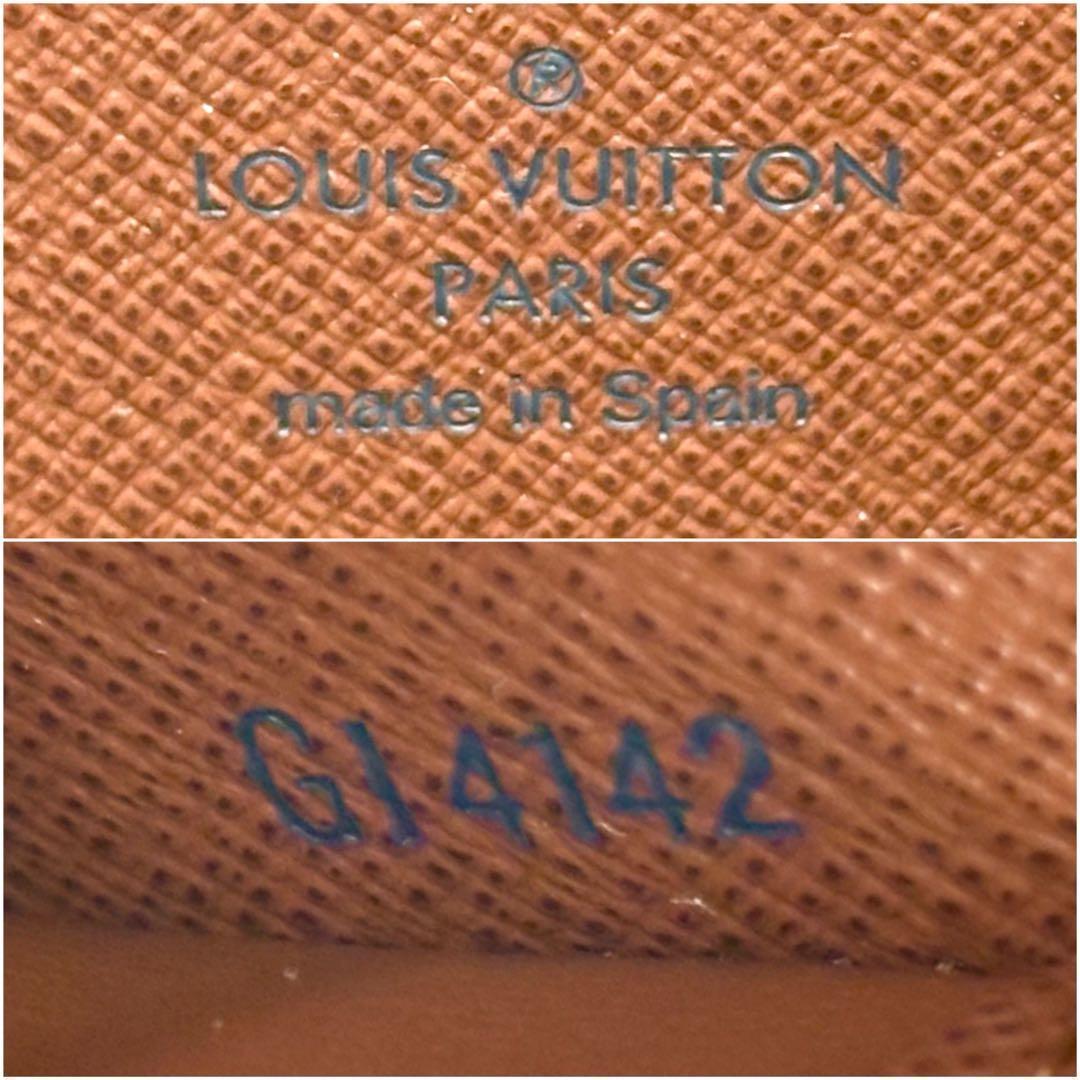 ®
LOUIS VUITTON
PARIS
made in Spain
GI4142